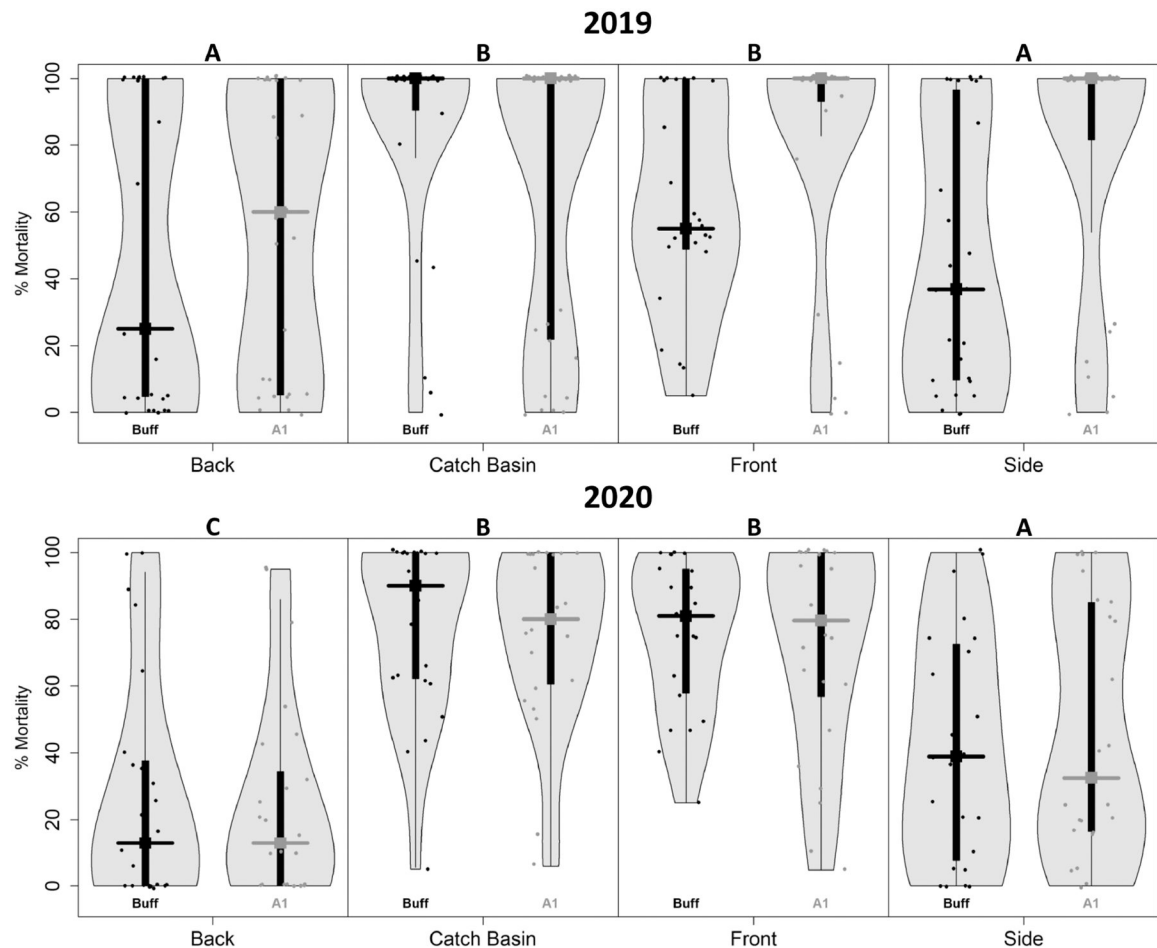 2019
A B B A
% Mortality
100
80
60
40
20
0
Buff A1 Buff A1 Buff A1 Buff A1
Back Catch Basin Front Side
2020
C B B A
% Mortality
100
80
60
40
20
0
Buff A1 Buff A1 Buff A1 Buff A1
Back Catch Basin Front Side